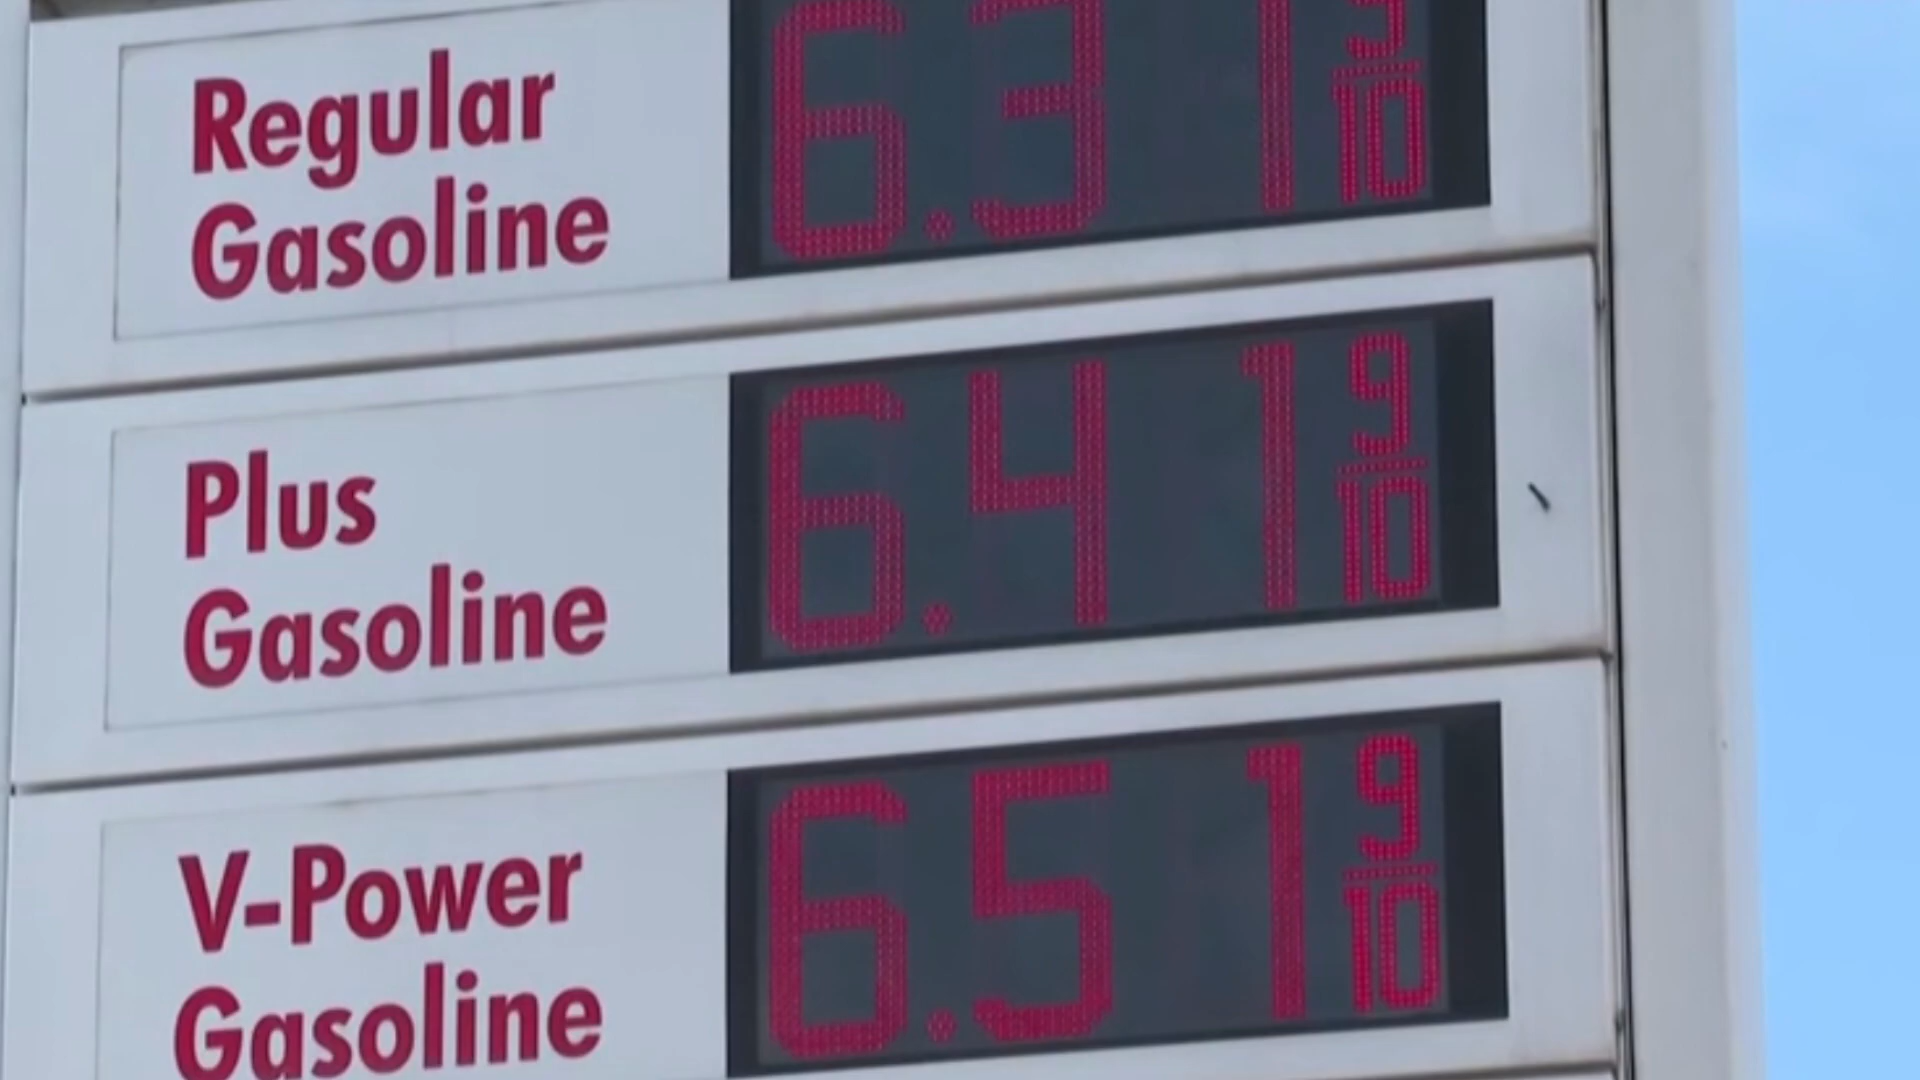 Regular
Gasoline
6.31 9/10
Plus
Gasoline
6.41 9/10
V-Power
Gasoline
6.51 9/10